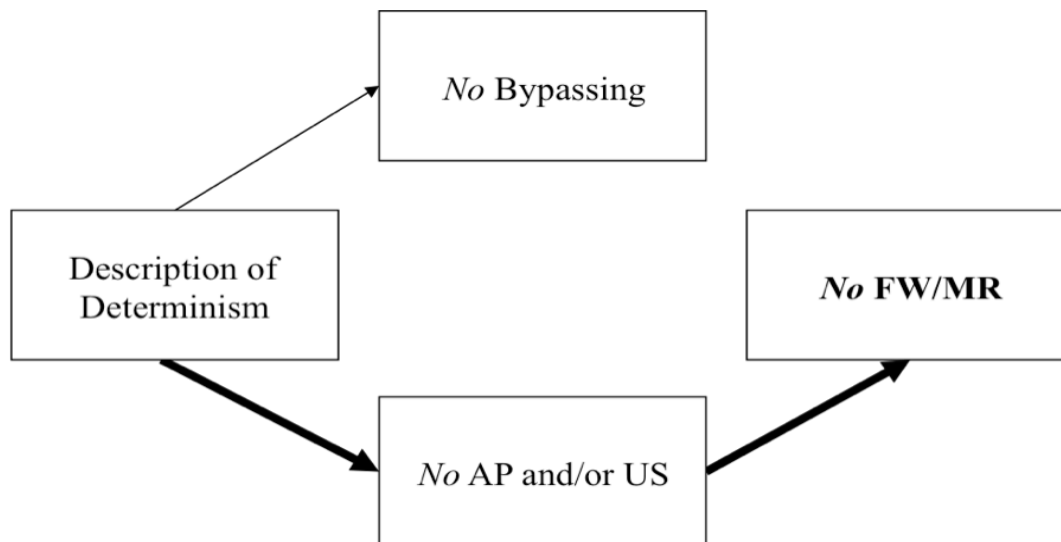 No Bypassing
Description of
Determinism
No FW/MR
No AP and/or US